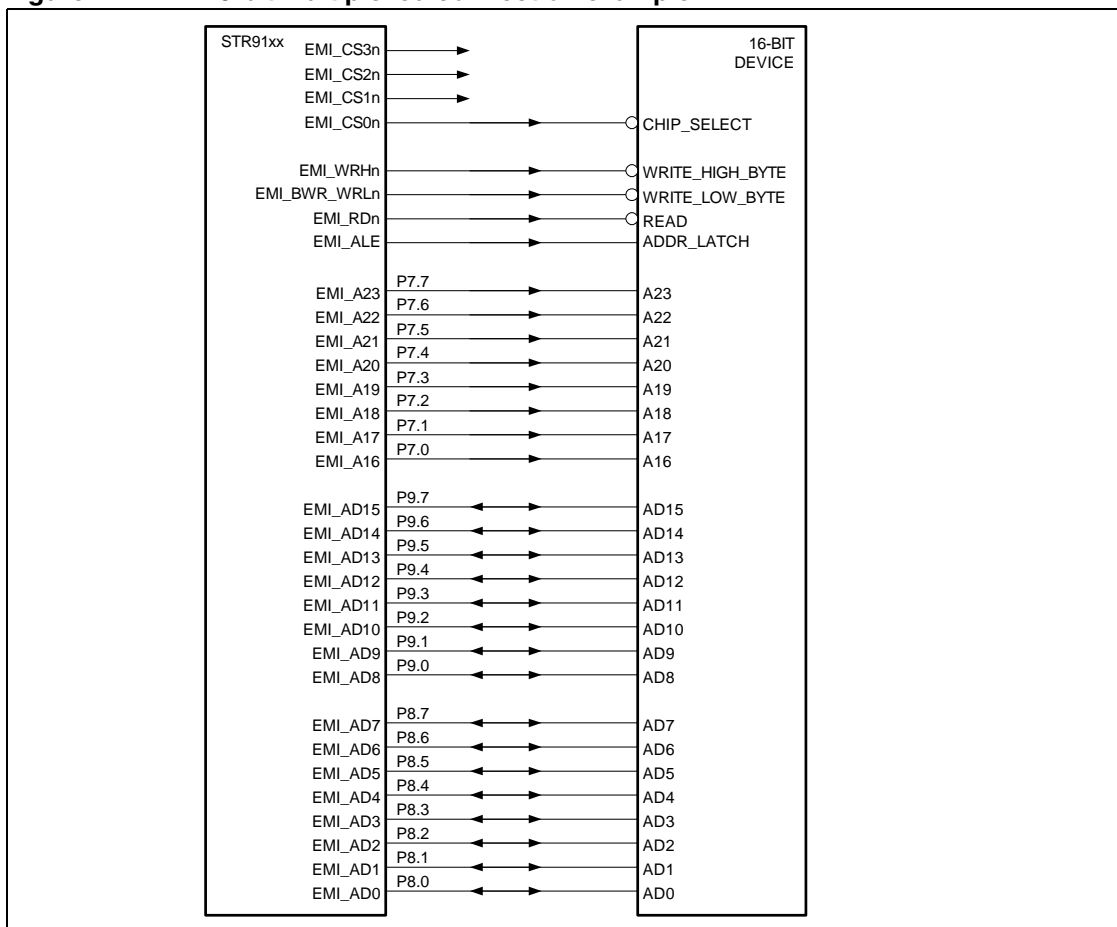 STR91xx EMI_CS3n 16-BIT
EMI_CS2n DEVICE
EMI_CS1n
EMI_CS0n CHIP_SELECT
EMI_WRHn WRITE_HIGH_BYTE
EMI_BWR_WRLn WRITE_LOW_BYTE
EMI_RDn READ
EMI_ALE ADDR_LATCH
EMI_A23 P7.7 A23
EMI_A22 P7.6 A22
EMI_A21 P7.5 A21
EMI_A20 P7.4 A20
EMI_A19 P7.3 A19
EMI_A18 P7.2 A18
EMI_A17 P7.1 A17
EMI_A16 P7.0 A16
EMI_AD15 P9.7 AD15
EMI_AD14 P9.6 AD14
EMI_AD13 P9.5 AD13
EMI_AD12 P9.4 AD12
EMI_AD11 P9.3 AD11
EMI_AD10 P9.2 AD10
EMI_AD9 P9.1 AD9
EMI_AD8 P9.0 AD8
EMI_AD7 P8.7 AD7
EMI_AD6 P8.6 AD6
EMI_AD5 P8.5 AD5
EMI_AD4 P8.4 AD4
EMI_AD3 P8.3 AD3
EMI_AD2 P8.2 AD2
EMI_AD1 P8.1 AD1
EMI_AD0 P8.0 AD0